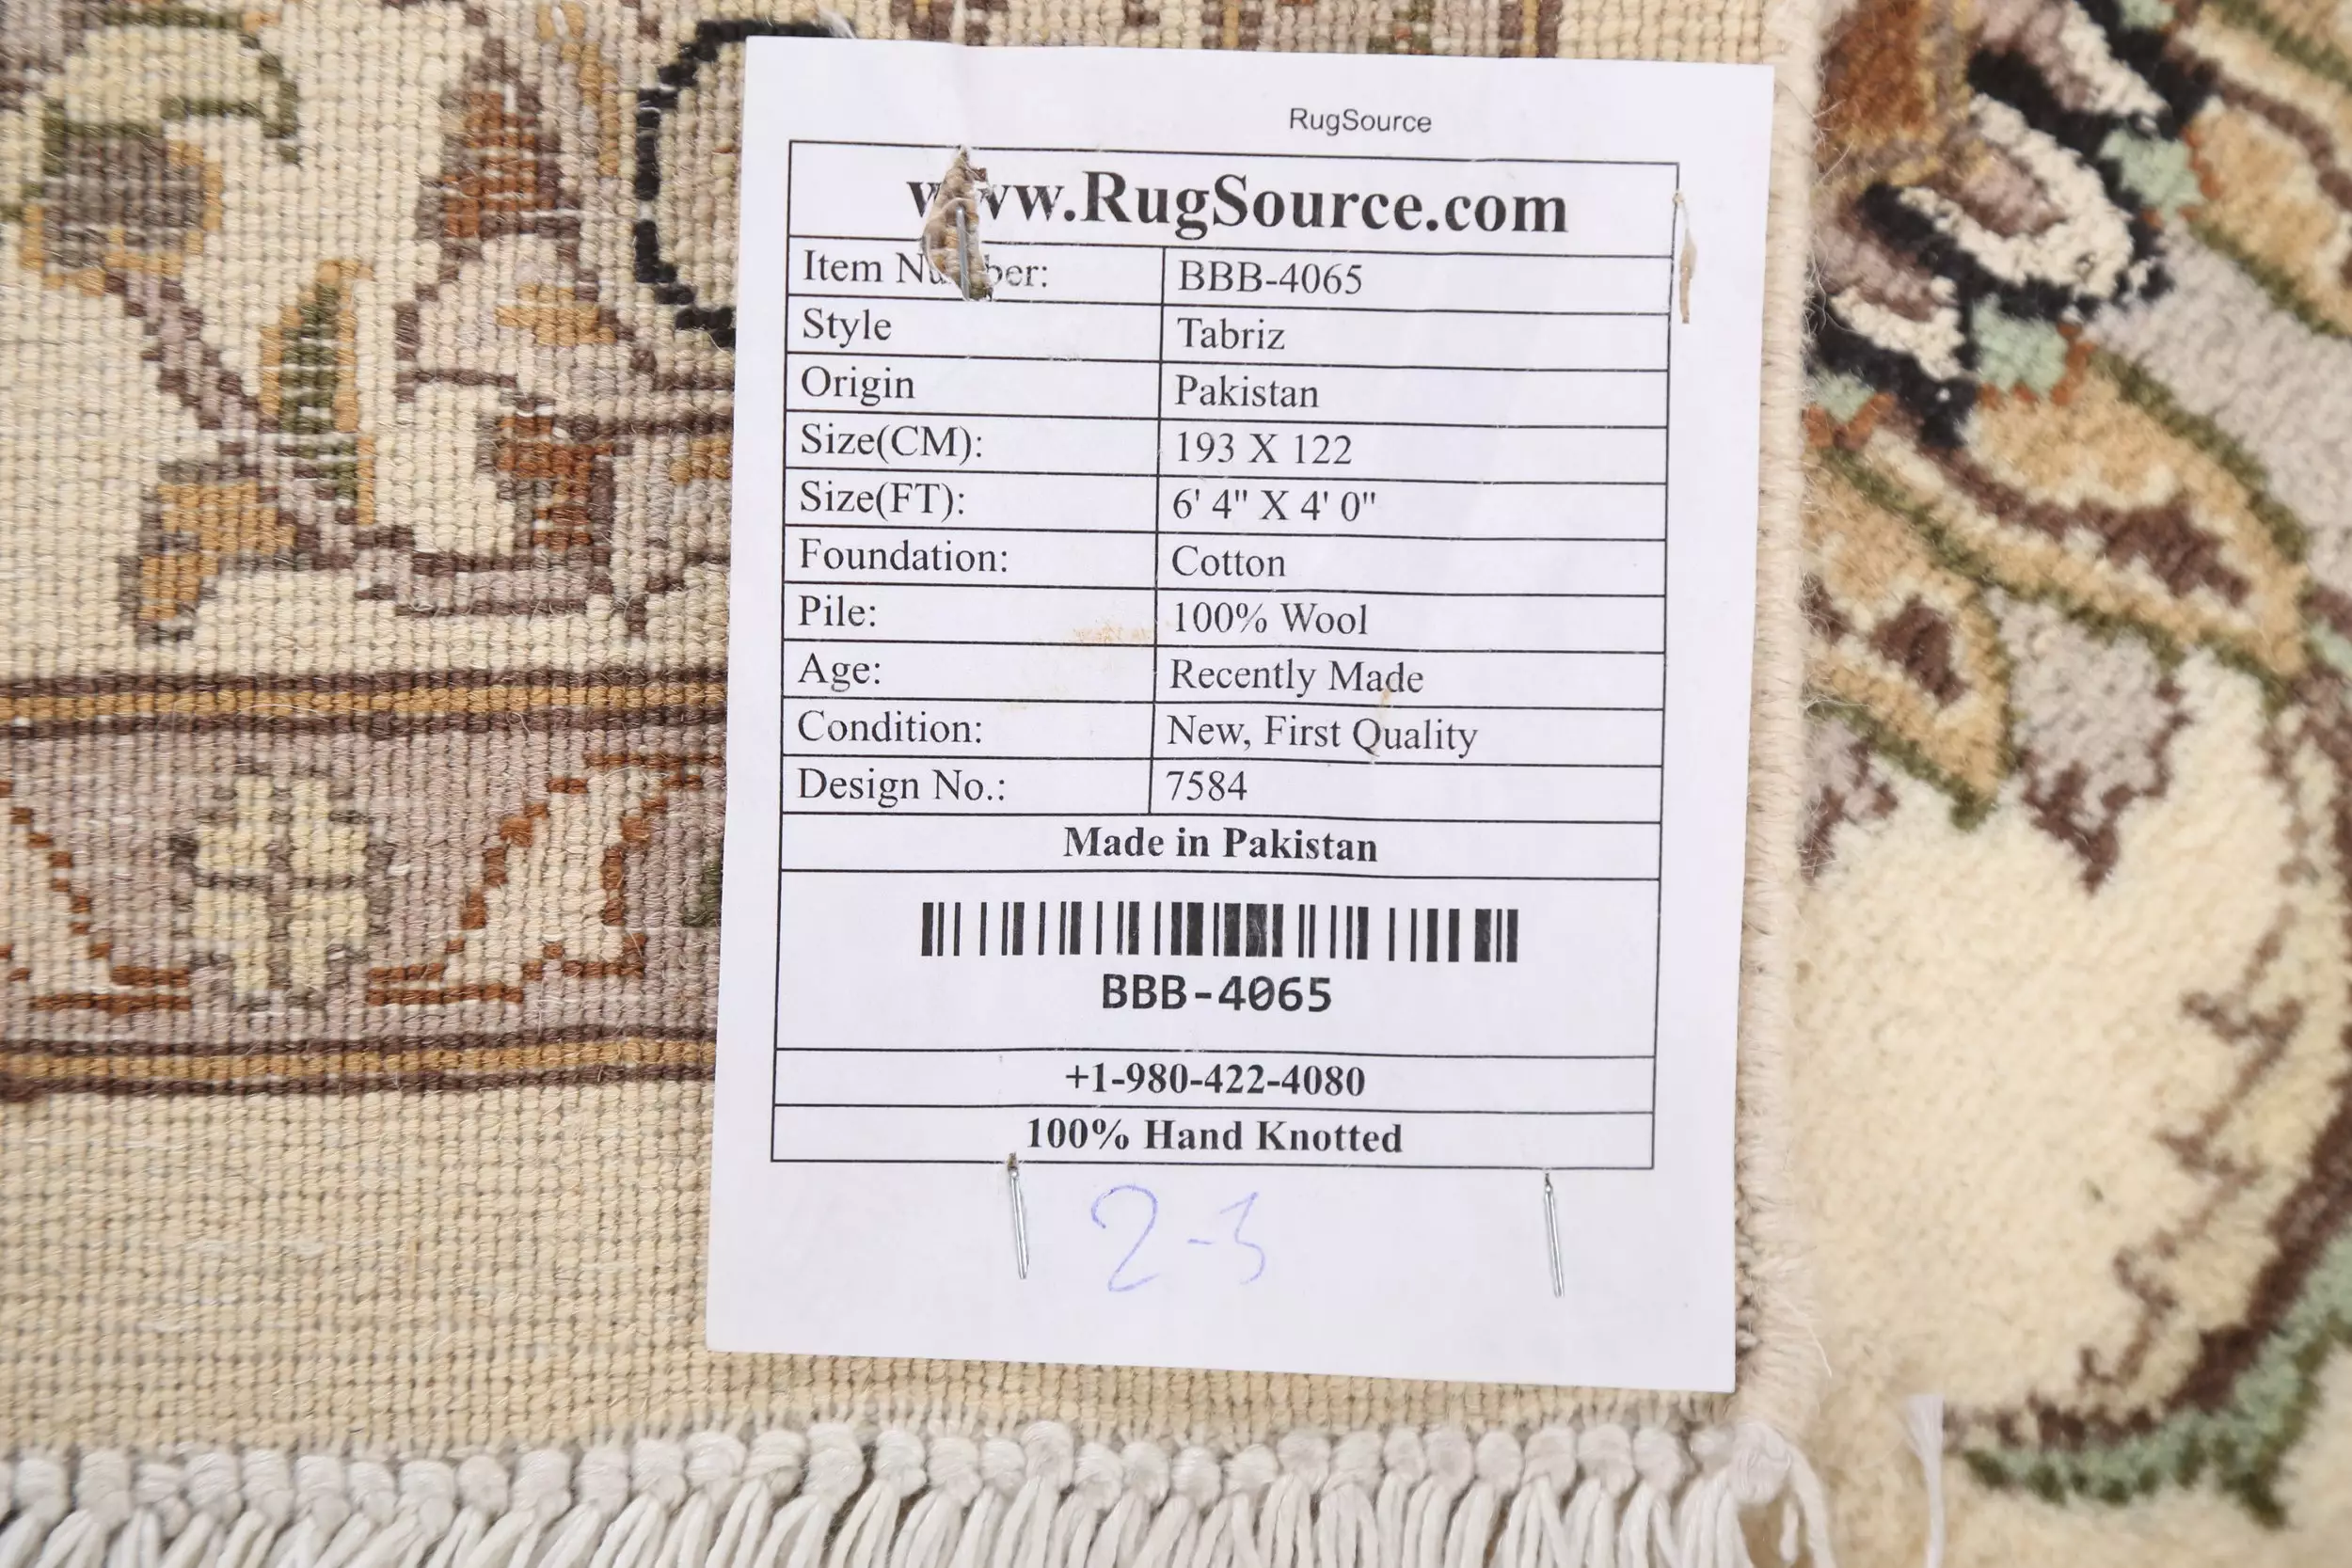 RugSource
www.RugSource.com
Item Number: BBB-4065
Style Tabriz
Origin Pakistan
Size(CM): 193 X 122
Size(FT): 6' 4" X 4' 0"
Foundation: Cotton
Pile: 100% Wool
Age: Recently Made
Condition: New, First Quality
Design No.: 7584
Made in Pakistan
BBB-4065
+1-980-422-4080
100% Hand Knotted
2-3